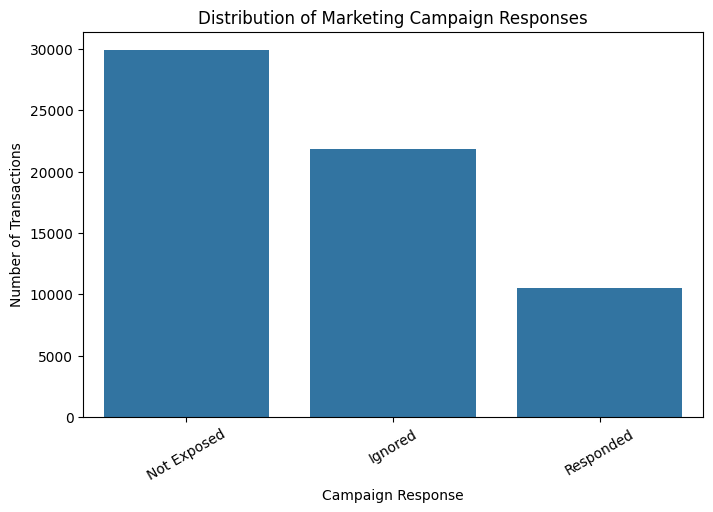 Distribution of Marketing Campaign Responses
Number of Transactions
30000
25000
20000
15000
10000
5000
0
Not Exposed
Ignored
Responded
Campaign Response